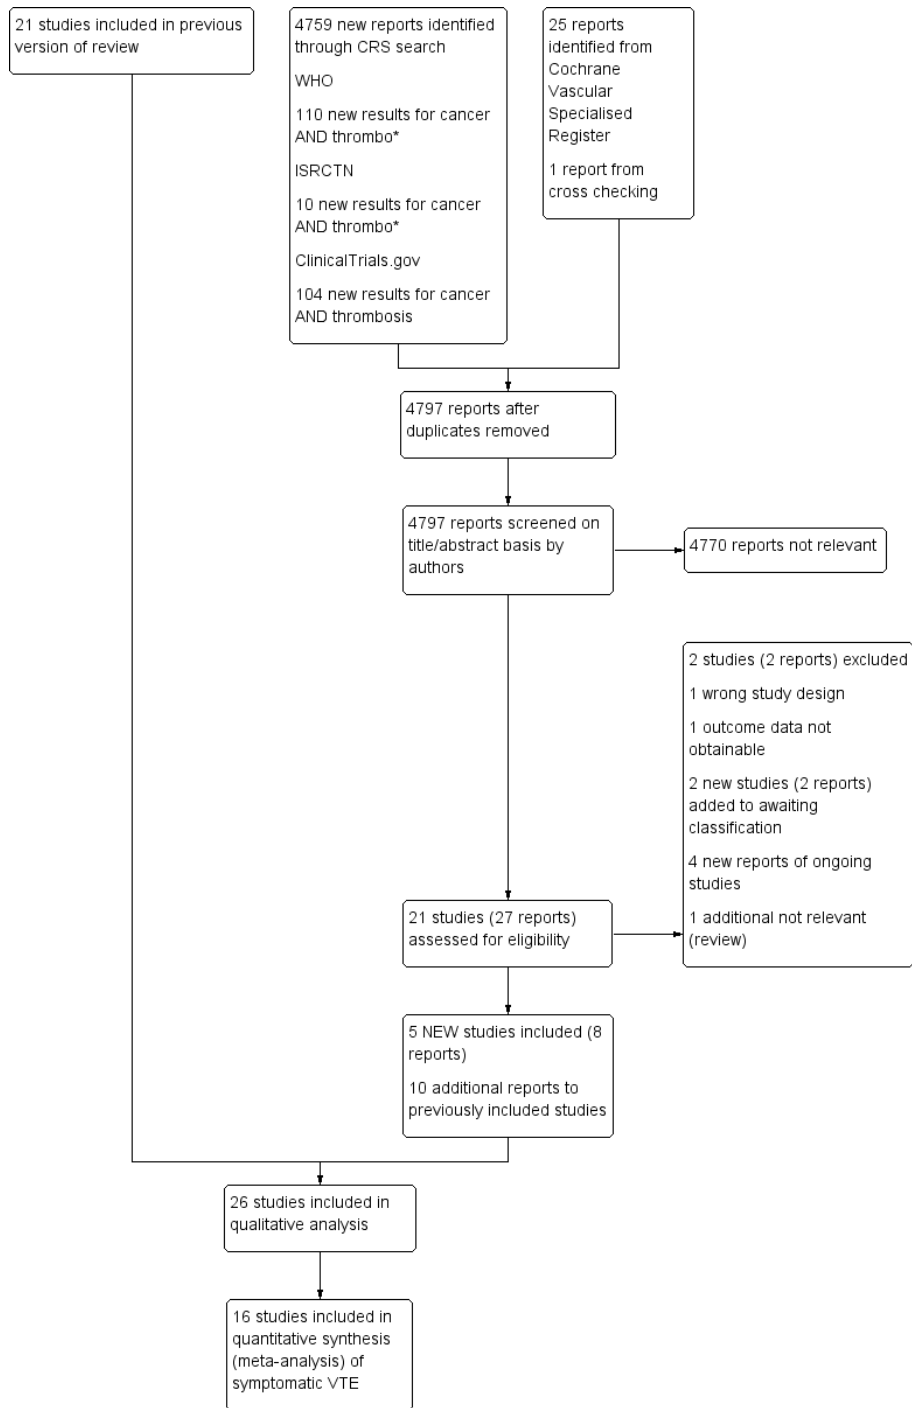 21 studies included in previous
version of review
4759 new reports identified
through CRS search
WHO
110 new results for cancer
AND thrombo*
ISRCTN
10 new results for cancer
AND thrombo*
ClinicalTrials.gov
104 new results for cancer
AND thrombosis
25 reports
identified from
Cochrane
Vascular
Specialised
Register
1 report from
cross checking
4797 reports after
duplicates removed
4797 reports screened on
title/abstract basis by
authors
4770 reports not relevant
2 studies (2 reports) excluded
1 wrong study design
1 outcome data not
obtainable
2 new studies (2 reports)
added to awaiting
classification
4 new reports of ongoing
studies
1 additional not relevant
(review)
21 studies (27 reports)
assessed for eligibility
5 NEW studies included (8
reports)
10 additional reports to
previously included studies
26 studies included in
qualitative analysis
16 studies included in
quantitative synthesis
(meta-analysis) of
symptomatic VTE